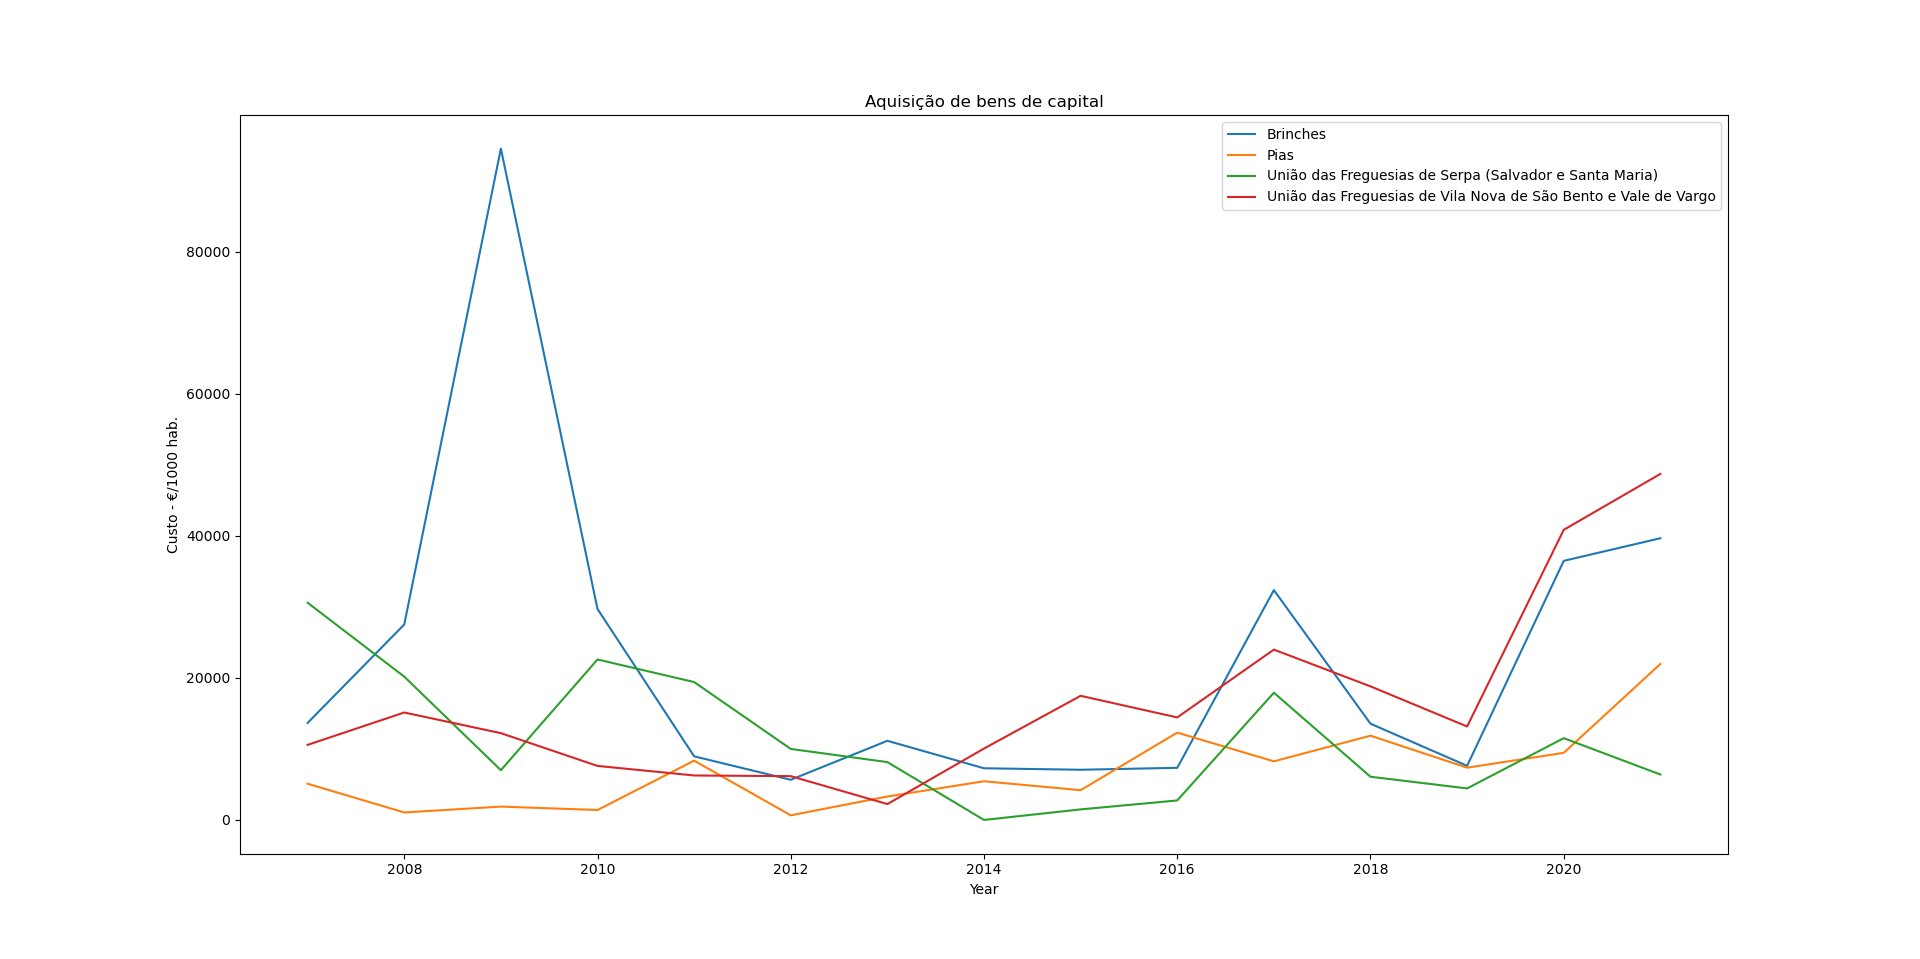 Aquisição de bens de capital
Brinches
Pias
União das Freguesias de Serpa (Salvador e Santa Maria)
União das Freguesias de Vila Nova de São Bento e Vale de Vargo
80000
60000
40000
20000
0
Custo - €/1000 hab.
2008 2010 2012 2014 2016 2018 2020
Year